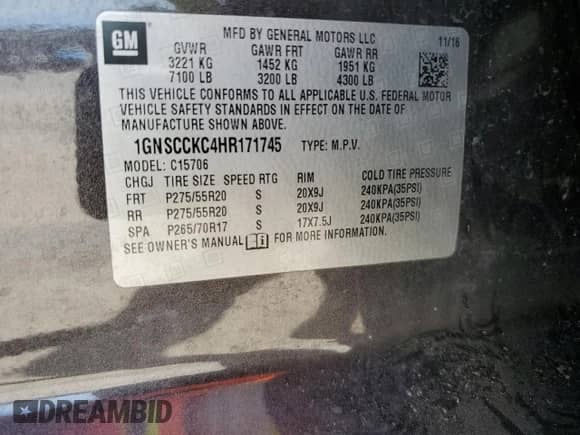 GM
MFD BY GENERAL MOTORS LLC
11/16
GVWR GAWR FRT GAWR RR
3221 KG 1452 KG 1951 KG
7100 LB 3200 LB 4300 LB
THIS VEHICLE CONFORMS TO ALL APPLICABLE U.S. FEDERAL MOTOR
VEHICLE SAFETY STANDARDS IN EFFECT ON THE DATE OF
MANUFACTURE SHOWN ABOVE.
1GNSCCKC4HR171745 TYPE: M.P.V.
MODEL: C15706
CHGJ TIRE SIZE SPEED RTG RIM COLD TIRE PRESSURE
FRT P275/55R20 S 20X9J 240KPA(35PSI)
RR P275/55R20 S 20X9J 240KPA(35PSI)
SPA P265/70R17 S 17X7.5J 240KPA(35PSI)
SEE OWNER'S MANUAL FOR MORE INFORMATION.
DREAMBID